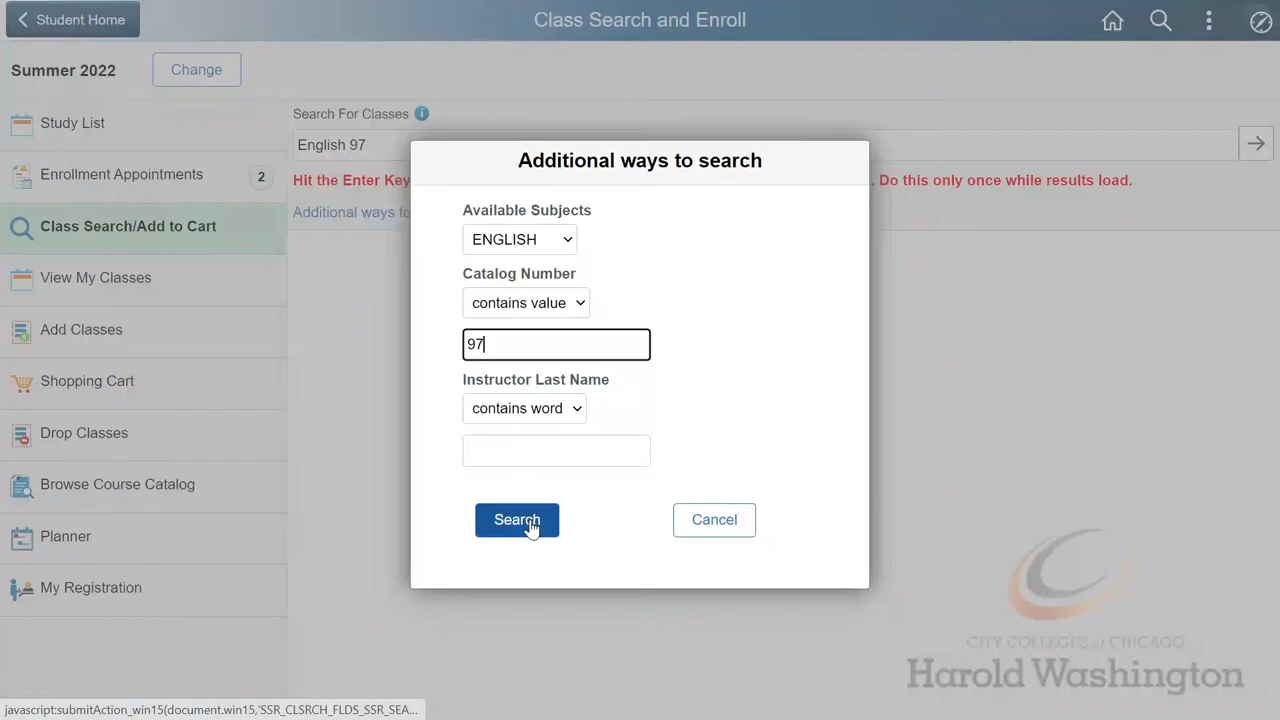 Student Home
Class Search and Enroll
Summer 2022
Change
Study List
Enrollment Appointments
2
Class Search/Add to Cart
View My Classes
Add Classes
Shopping Cart
Drop Classes
Browse Course Catalog
Planner
My Registration
Search For Classes
English 97
Hit the Enter Key
. Do this only once while results load.
Additional ways to
Additional ways to search
Available Subjects
ENGLISH
Catalog Number
contains value
97
Instructor Last Name
contains word
Search
Cancel
CITY COLLEGES of CHICAGO
Harold Washington
javascript:submitAction_win15(document.win15,'SSR_CLSRCH_FLDS_SSR_SEA...